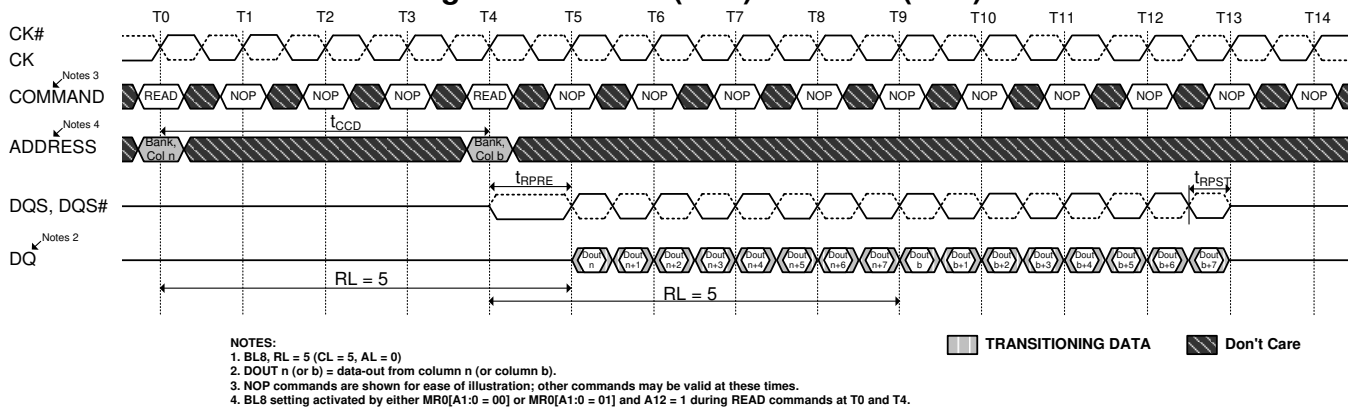 T0 T1 T2 T3 T4 T5 T6 T7 T8 T9 T10 T11 T12 T13 T14
CK#
CK
Notes 3
COMMAND READ NOP NOP NOP READ NOP NOP NOP NOP NOP NOP NOP NOP NOP NOP
tCCD
Notes 4
ADDRESS Bank, Col n Bank, Col b
tRPRE tRPST
DQS, DQS#
Notes 2
DQ Dout n Dout n+1 Dout n+2 Dout n+3 Dout n+4 Dout n+5 Dout n+6 Dout n+7 Dout b Dout b+1 Dout b+2 Dout b+3 Dout b+4 Dout b+5 Dout b+6 Dout b+7
RL = 5 RL = 5
NOTES:
1. BL8, RL = 5 (CL = 5, AL = 0)
2. DOUT n (or b) = data-out from column n (or column b).
3. NOP commands are shown for ease of illustration; other commands may be valid at these times.
4. BL8 setting activated by either MR0[A1:0 = 00] or MR0[A1:0 = 01] and A12 = 1 during READ commands at T0 and T4.
TRANSITIONING DATA Don't Care